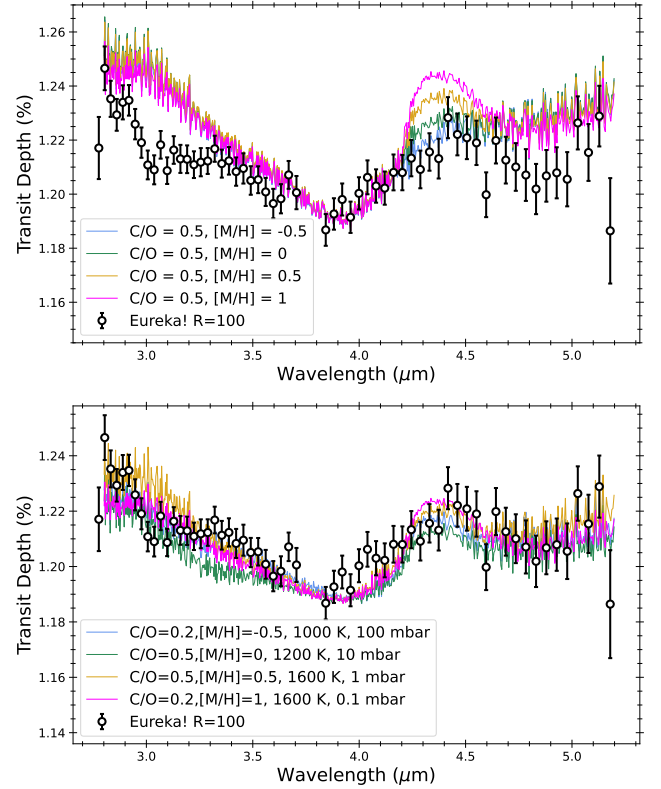 1.26
1.24
1.22
1.20
1.18
1.16
Transit Depth (%)
C/O = 0.5, [M/H] = -0.5
C/O = 0.5, [M/H] = 0
C/O = 0.5, [M/H] = 0.5
C/O = 0.5, [M/H] = 1
Eureka! R=100
3.0 3.5 4.0 4.5 5.0
Wavelength (μm)
1.24
1.22
1.20
1.18
1.16
1.14
Transit Depth (%)
C/O=0.2,[M/H]=-0.5, 1000 K, 100 mbar
C/O=0.5,[M/H]=0, 1200 K, 10 mbar
C/O=0.5,[M/H]=0.5, 1600 K, 1 mbar
C/O=0.2,[M/H]=1, 1600 K, 0.1 mbar
Eureka! R=100
3.0 3.5 4.0 4.5 5.0
Wavelength (μm)